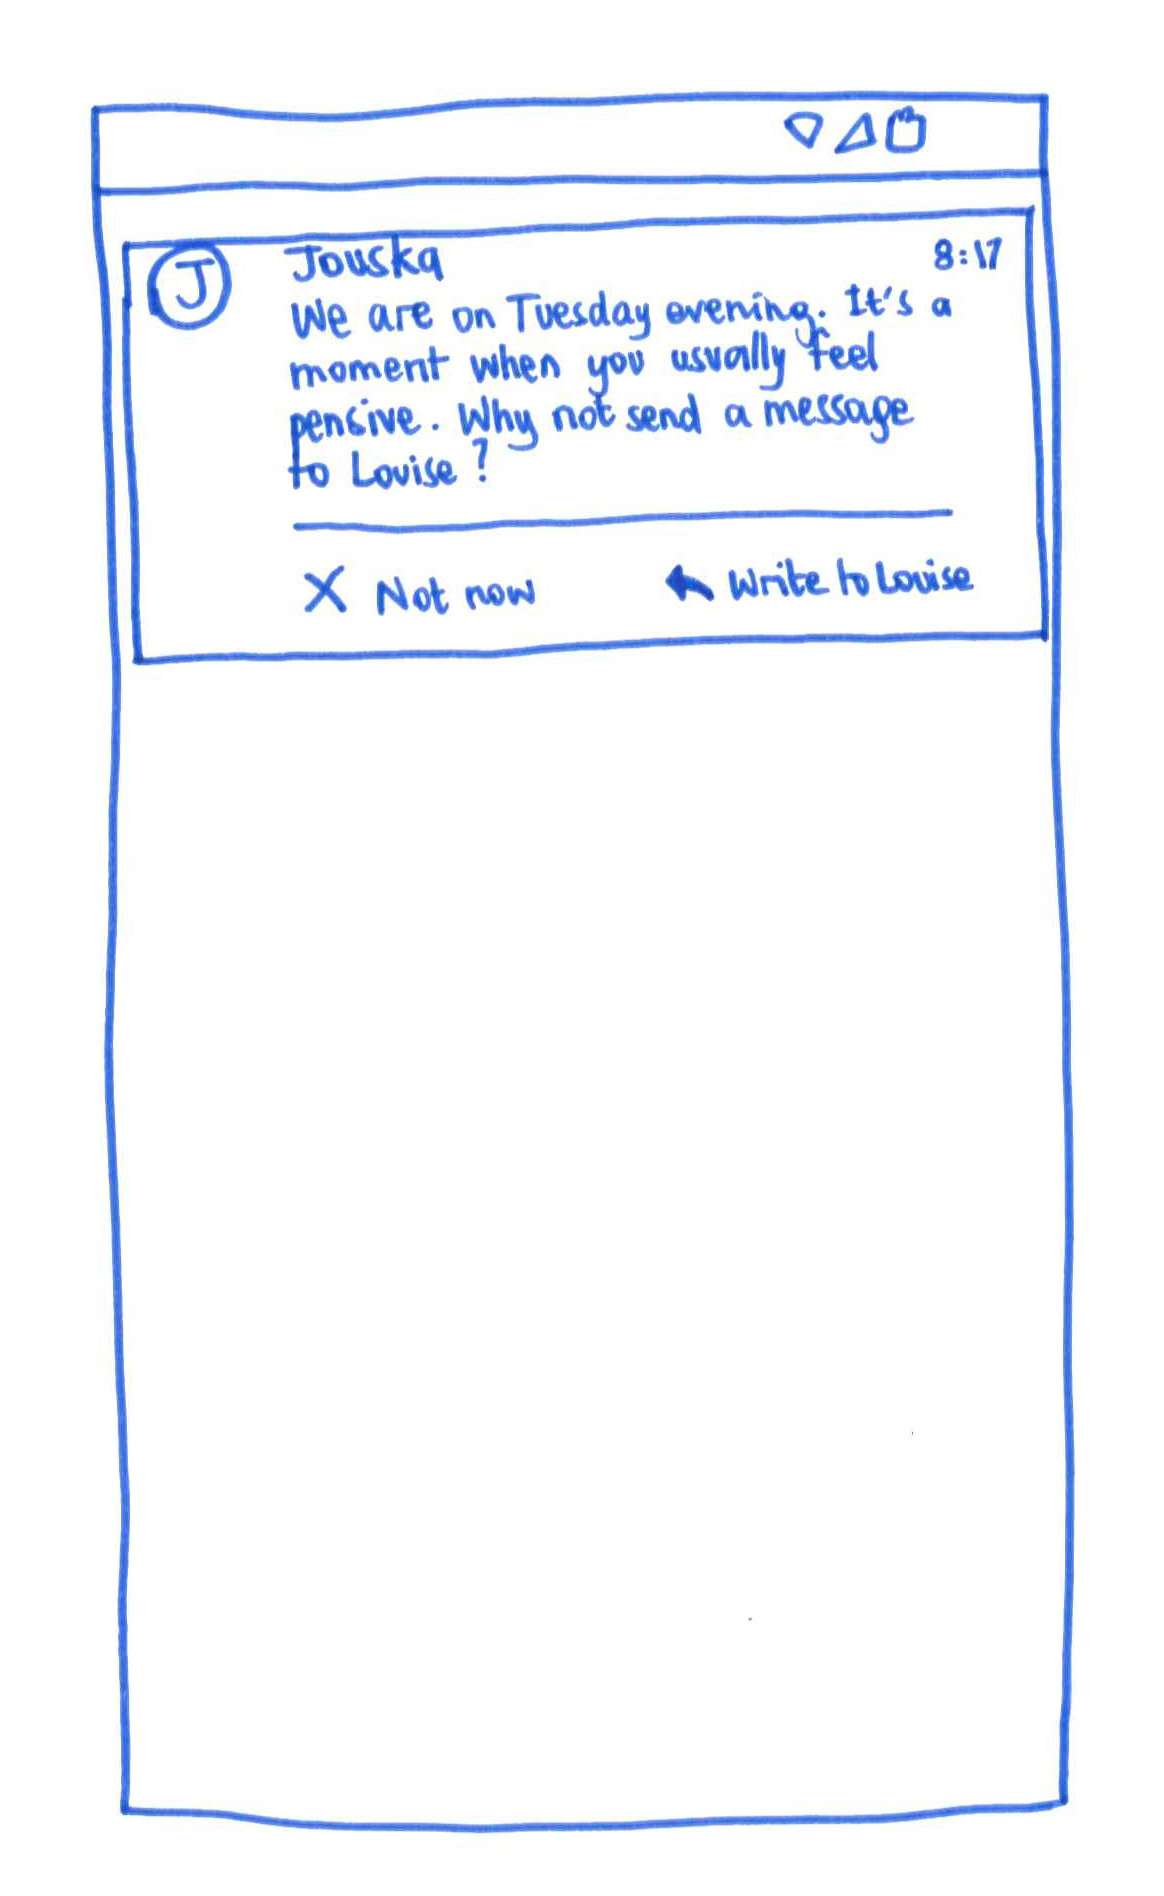 J
Jouska
8:17
We are on Tuesday evening. It's a
moment when you usually feel
pensive. Why not send a message
to Louise?
X Not now
Write to Louise